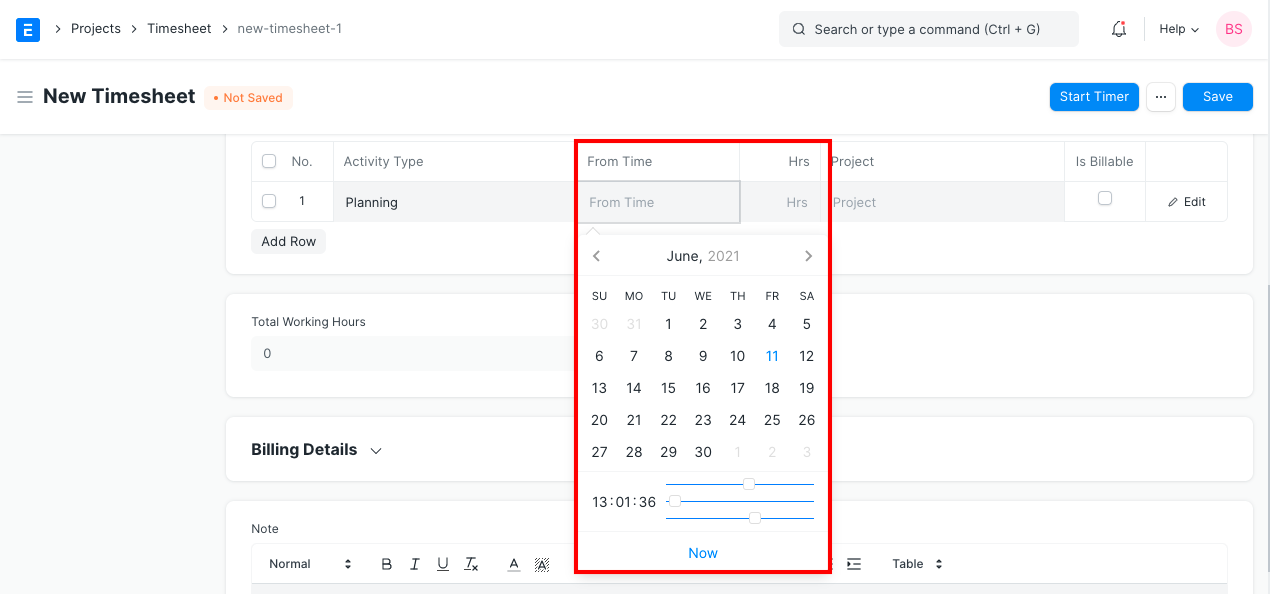 E Projects Timesheet new-timesheet-1 Search or type a command (Ctrl + G) Help BS
New Timesheet • Not Saved Start Timer ... Save
No. Activity Type From Time Hrs Project Is Billable
1 Planning From Time Hrs Project Edit
Add Row
June, 2021
SU MO TU WE TH FR SA
30 31 1 2 3 4 5
6 7 8 9 10 11 12
13 14 15 16 17 18 19
20 21 22 23 24 25 26
27 28 29 30 1 2 3
13:01:36
Now
Total Working Hours
0
Billing Details
Note
Normal B I U Tx A A Table